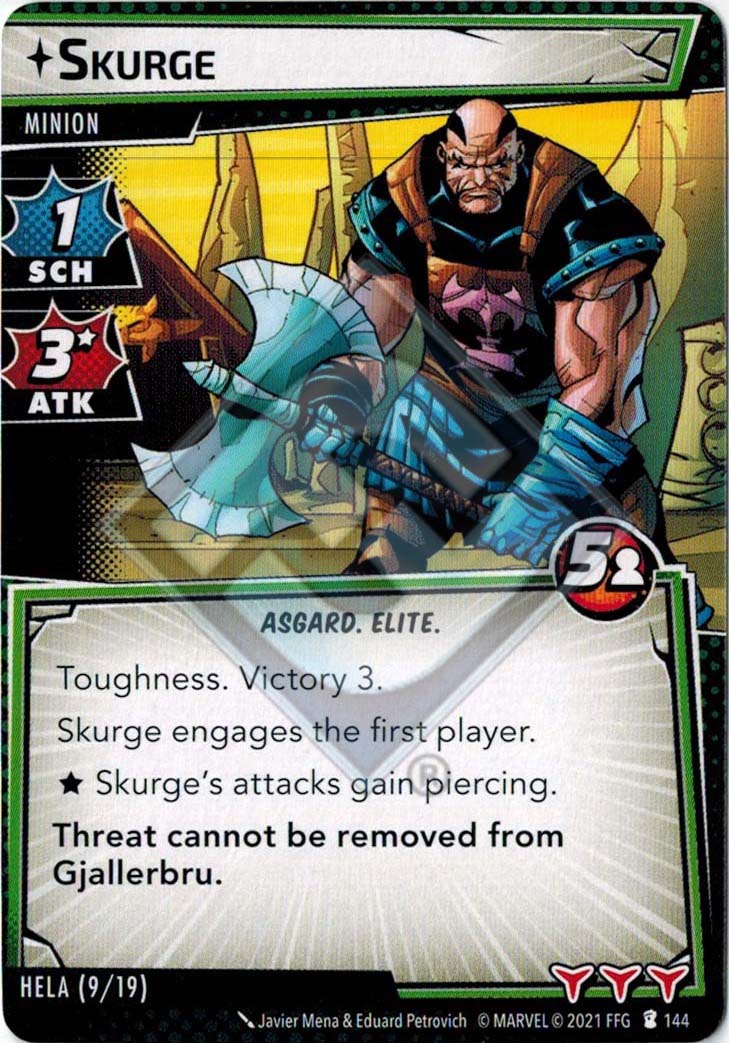 SKURGE
MINION
1
SCH
3★
ATK
5
ASGARD. ELITE.
Toughness. Victory 3.
Skurge engages the first player.
★ Skurge's attacks gain piercing.
Threat cannot be removed from
Gjallerbru.
HELA (9/19)
Javier Mena & Eduard Petrovich © MARVEL © 2021 FFG 144
®